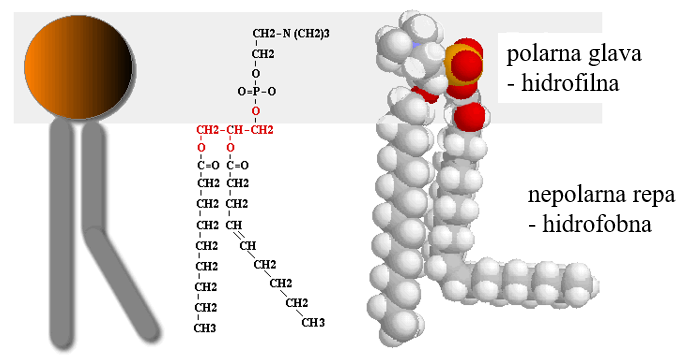 CH2-N (CH2)3
CH2
O
O=P-O
O
CH2-CH-CH2
O O
C=O C=O
CH2 CH2
CH2 CH2
CH2 CH
CH2 CH
CH2 CH2
CH2 CH2
CH2 CH2
CH3 CH3
polarna glava
- hidrofilna
nepolarna repa
- hidrofobna